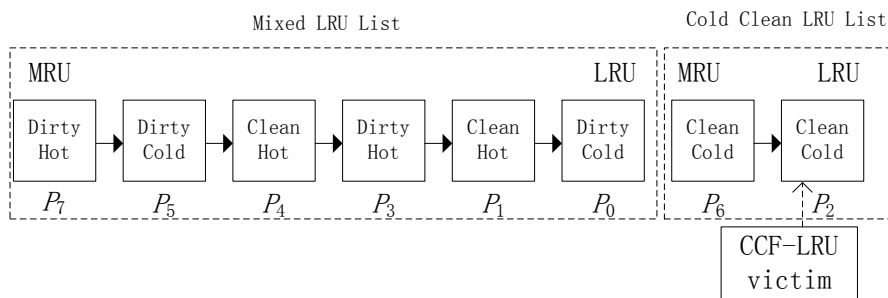 Mixed LRU List
Cold Clean LRU List
MRU LRU MRU LRU
Dirty Dirty Clean Dirty Clean Dirty Clean Clean
Hot Cold Hot Hot Hot Cold Cold Cold
P7 P5 P4 P3 P1 P0 P6 P2
CCF-LRU
victim